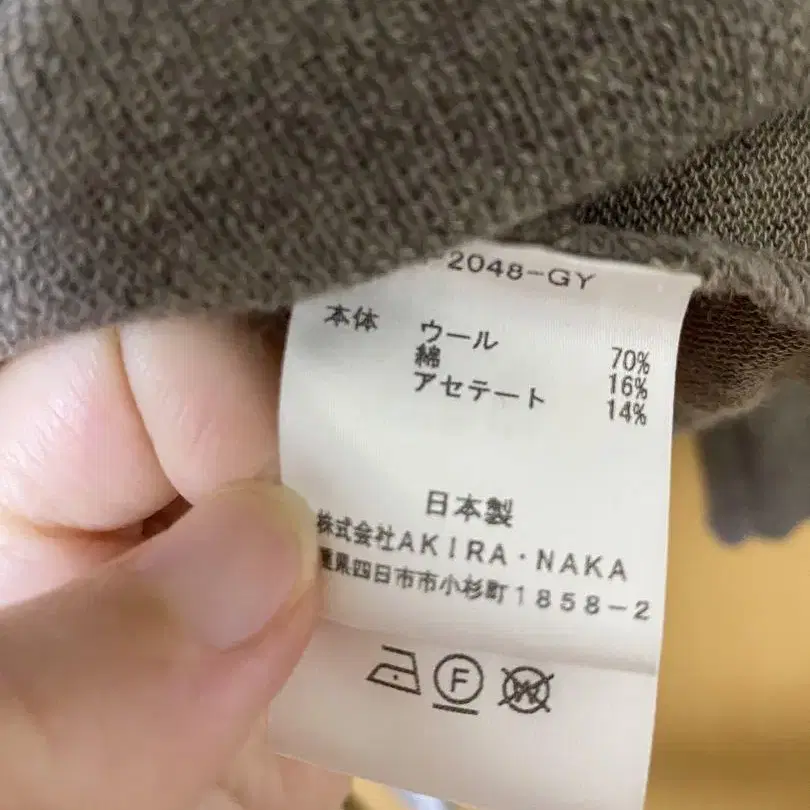 2048-GY
本体 ウール 70%
綿 16%
アセテート 14%
日本製
株式会社AKIRA・NAKA
重県四日市市小杉町1858-2
F W